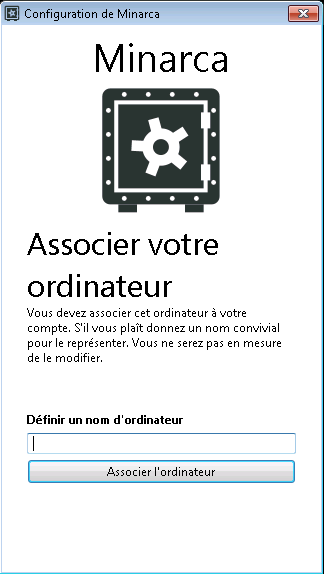 Configuration de Minarca
Minarca
Associer votre
ordinateur
Vous devez associer cet ordinateur à votre
compte. S'il vous plaît donnez un nom convivial
pour le représenter. Vous ne serez pas en mesure
de le modifier.
Définir un nom d'ordinateur
Associer l'ordinateur